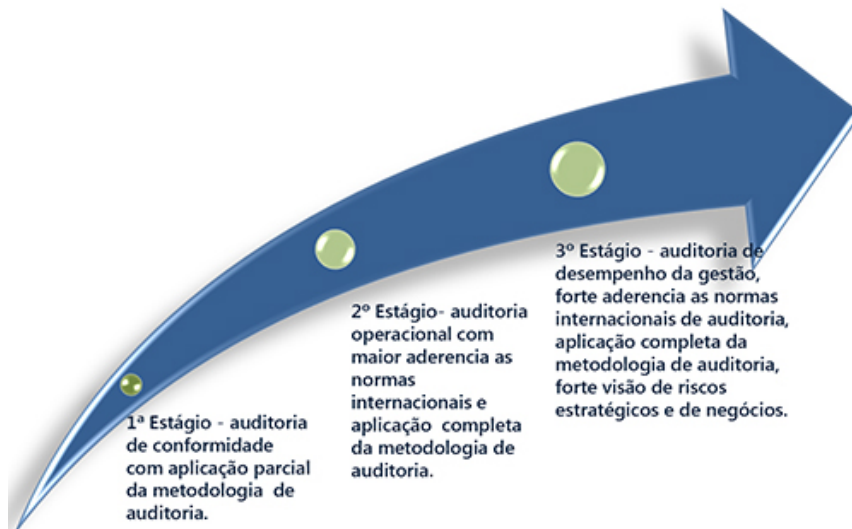 1ª Estágio - auditoria
de conformidade
com aplicação parcial
da metodologia de
auditoria.
2º Estágio- auditoria
operacional com
maior aderencia as
normas
internacionais e
aplicação completa
da metodologia de
auditoria.
3º Estágio - auditoria de
desempenho da gestão,
forte aderencia as normas
internacionais de auditoria,
aplicação completa da
metodologia de auditoria,
forte visão de riscos
estratégicos e de negócios.